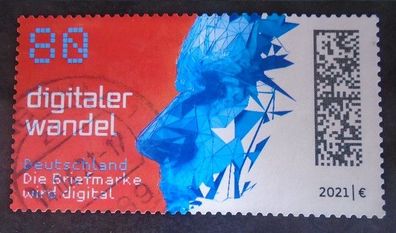 80
digitaler
wandel
Deutschland
Die Briefmarke
wird digital
2021|€